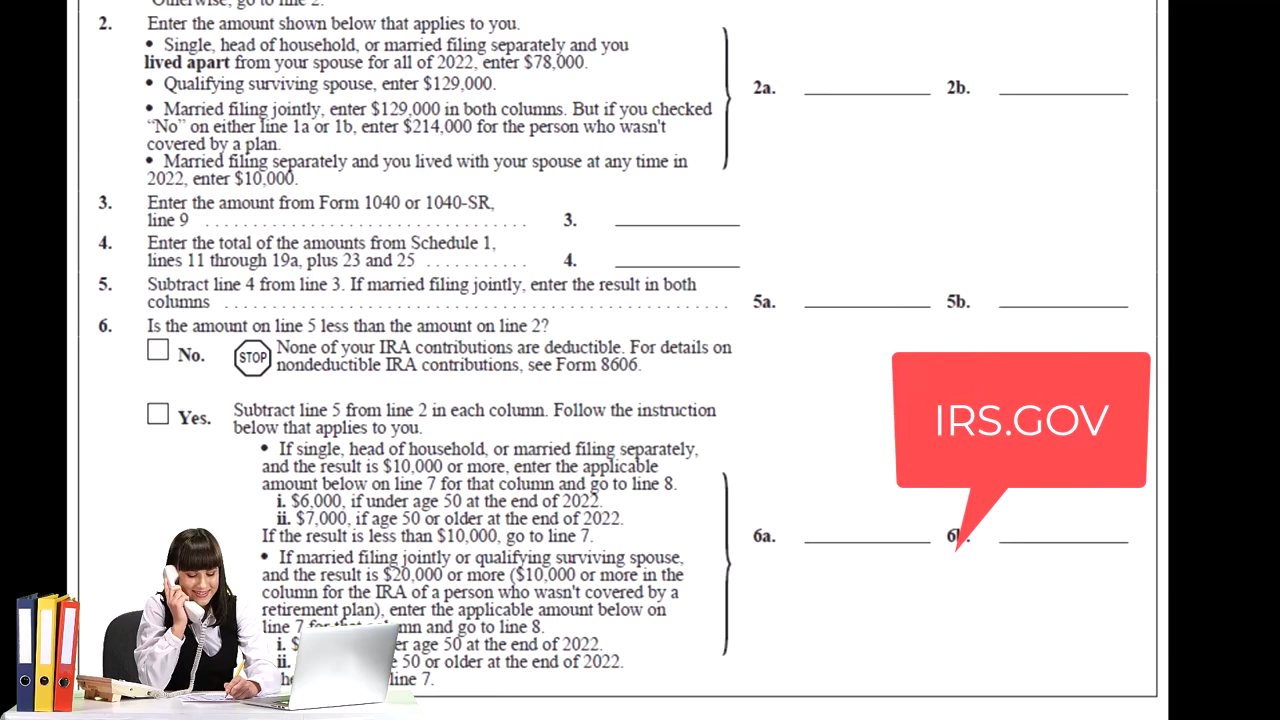 Otherwise, go to line 2.
2. Enter the amount shown below that applies to you.
• Single, head of household, or married filing separately and you
lived apart from your spouse for all of 2022, enter $78,000.
• Qualifying surviving spouse, enter $129,000.
2a. 2b.
• Married filing jointly, enter $129,000 in both columns. But if you checked
“No” on either line 1a or 1b, enter $214,000 for the person who wasn't
covered by a plan.
• Married filing separately and you lived with your spouse at any time in
2022, enter $10,000.
3. Enter the amount from Form 1040 or 1040-SR,
line 9 ................................ 3.
4. Enter the total of the amounts from Schedule 1,
lines 11 through 19a, plus 23 and 25 ........... 4.
5. Subtract line 4 from line 3. If married filing jointly, enter the result in both
columns .................................................... 5a. 5b.
6. Is the amount on line 5 less than the amount on line 2?
No. STOP None of your IRA contributions are deductible. For details on
nondeductible IRA contributions, see Form 8606.
Yes. Subtract line 5 from line 2 in each column. Follow the instruction
below that applies to you.
IRS.GOV
• If single, head of household, or married filing separately,
and the result is $10,000 or more, enter the applicable
amount below on line 7 for that column and go to line 8.
i. $6,000, if under age 50 at the end of 2022.
ii. $7,000, if age 50 or older at the end of 2022.
If the result is less than $10,000, go to line 7.
6a. 6b.
• If married filing jointly or qualifying surviving spouse,
and the result is $20,000 or more ($10,000 or more in the
column for the IRA of a person who wasn't covered by a
retirement plan), enter the applicable amount below on
line 7 for that column and go to line 8.
i. $ er age 50 at the end of 2022.
ii. 50 or older at the end of 2022.
line 7.